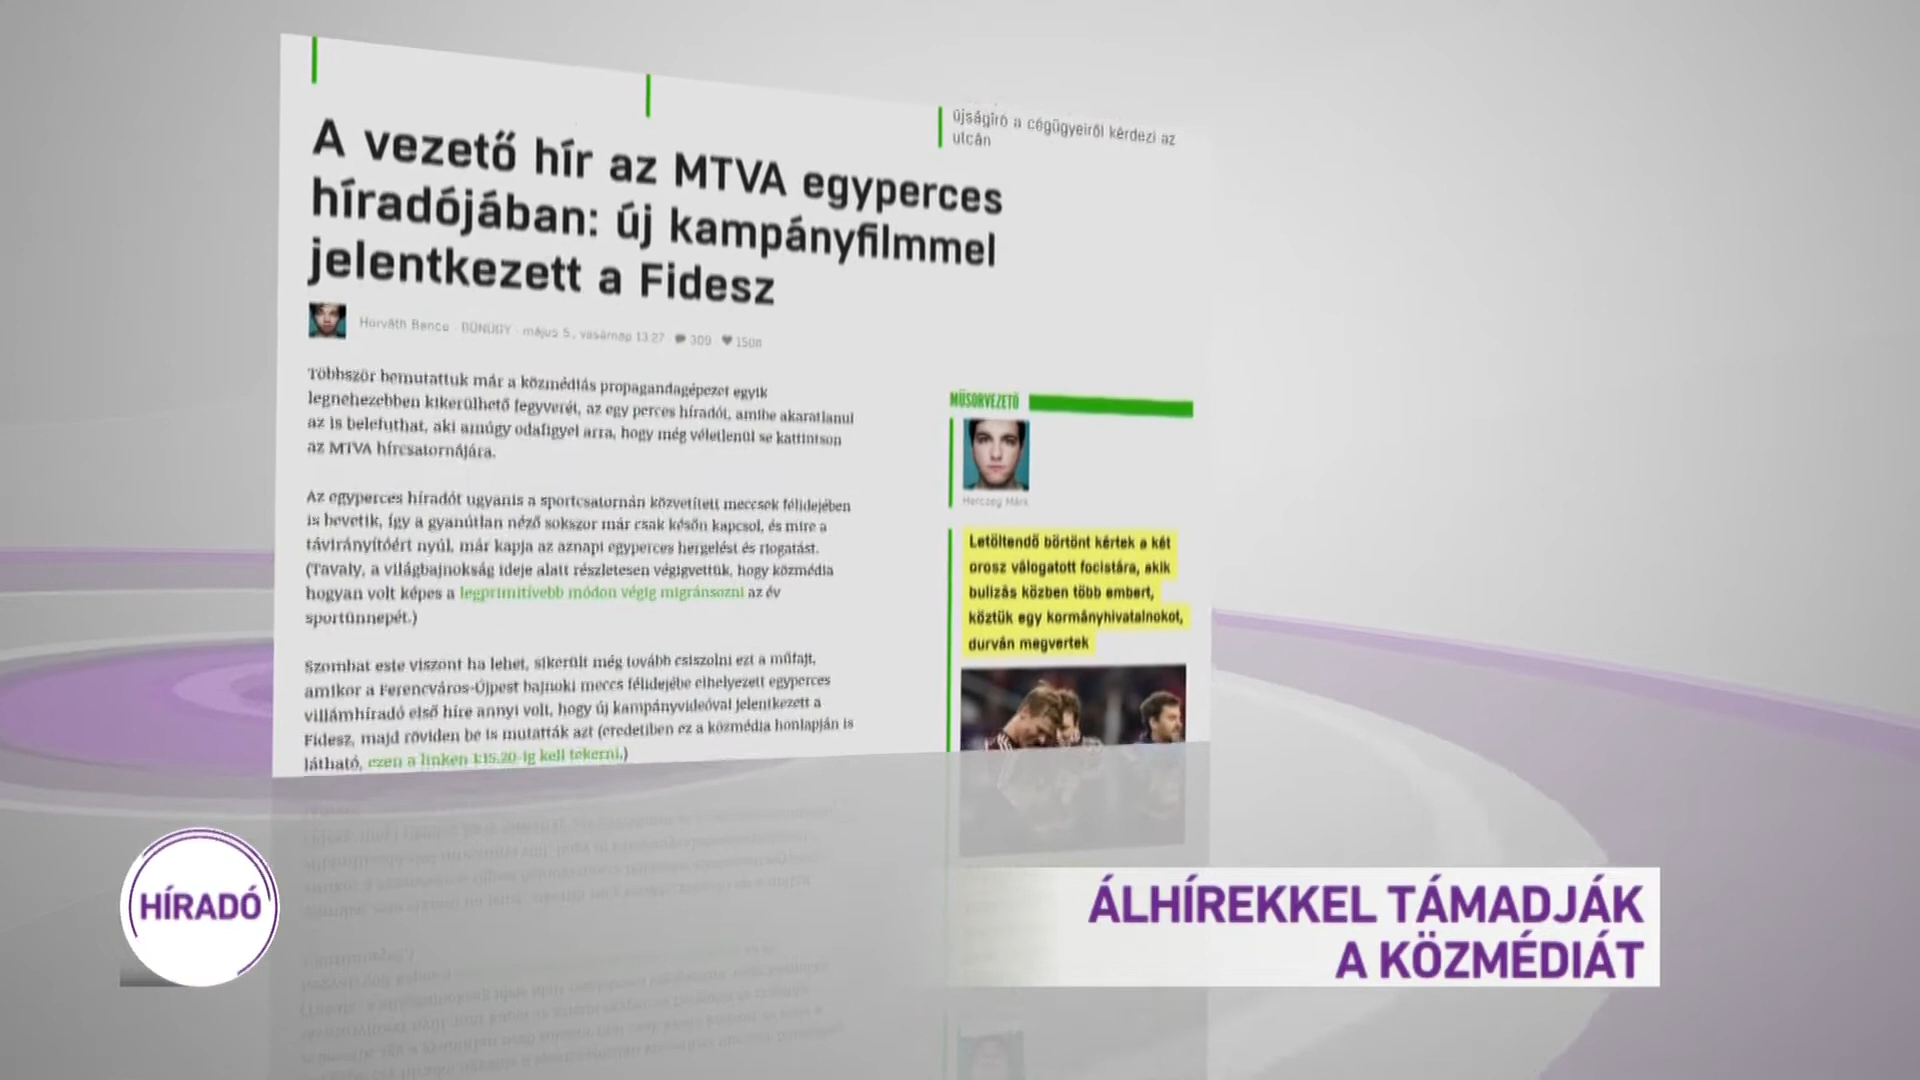 újságíró a cégügyeiről kérdezi az
utcán
A vezető hír az MTVA egyperces
híradójában: új kampányfilmmel
jelentkezett a Fidesz
Horváth Bence · BŰNÜGY · május 5., vasárnap 13:27 309 1508
Többször bemutattuk már a közmédiás propagandagépezet egyik
legnehezebben kikerülhető fegyverét, az egy perces híradót, amibe akaratlanul
az is belefuthat, aki amúgy odafigyel arra, hogy még véletlenül se kattintson
az MTVA hírcsatornájára.
Az egyperces híradót ugyanis a sportcsatornán közvetített meccsek félidejében
is bevetik, így a gyanútlan néző sokszor már csak későn kapcsol, és mire a
távirányítóért nyúl, már kapja az aznapi egyperces hergelést és riogatást.
(Tavaly, a világbajnokság ideje alatt részletesen végigvettük, hogy közmédia
hogyan volt képes a legprimitívebb módon végig migránsozni az év
sportünnepét.)
Szombat este viszont ha lehet, sikerült még tovább csiszolni ezt a műfajt,
amikor a Ferencváros-Újpest bajnoki meccs félidejébe elhelyezett egyperces
villámhíradó első híre annyi volt, hogy új kampányvideóval jelentkezett a
Fidesz, majd röviden be is mutatták azt (eredetiben ez a közmédia honlapján is
látható, ezen a linken 1:15.20-ig kell tekerni.)
MŰSORVEZETŐ
Herczeg Márk
Letöltendő börtönt kértek a két
orosz válogatott focistára, akik
bulizás közben több embert,
köztük egy kormányhivatalnokot,
durván megvertek
HÍRADÓ
ÁLHÍREKKEL TÁMADJÁK
A KÖZMÉDIÁT